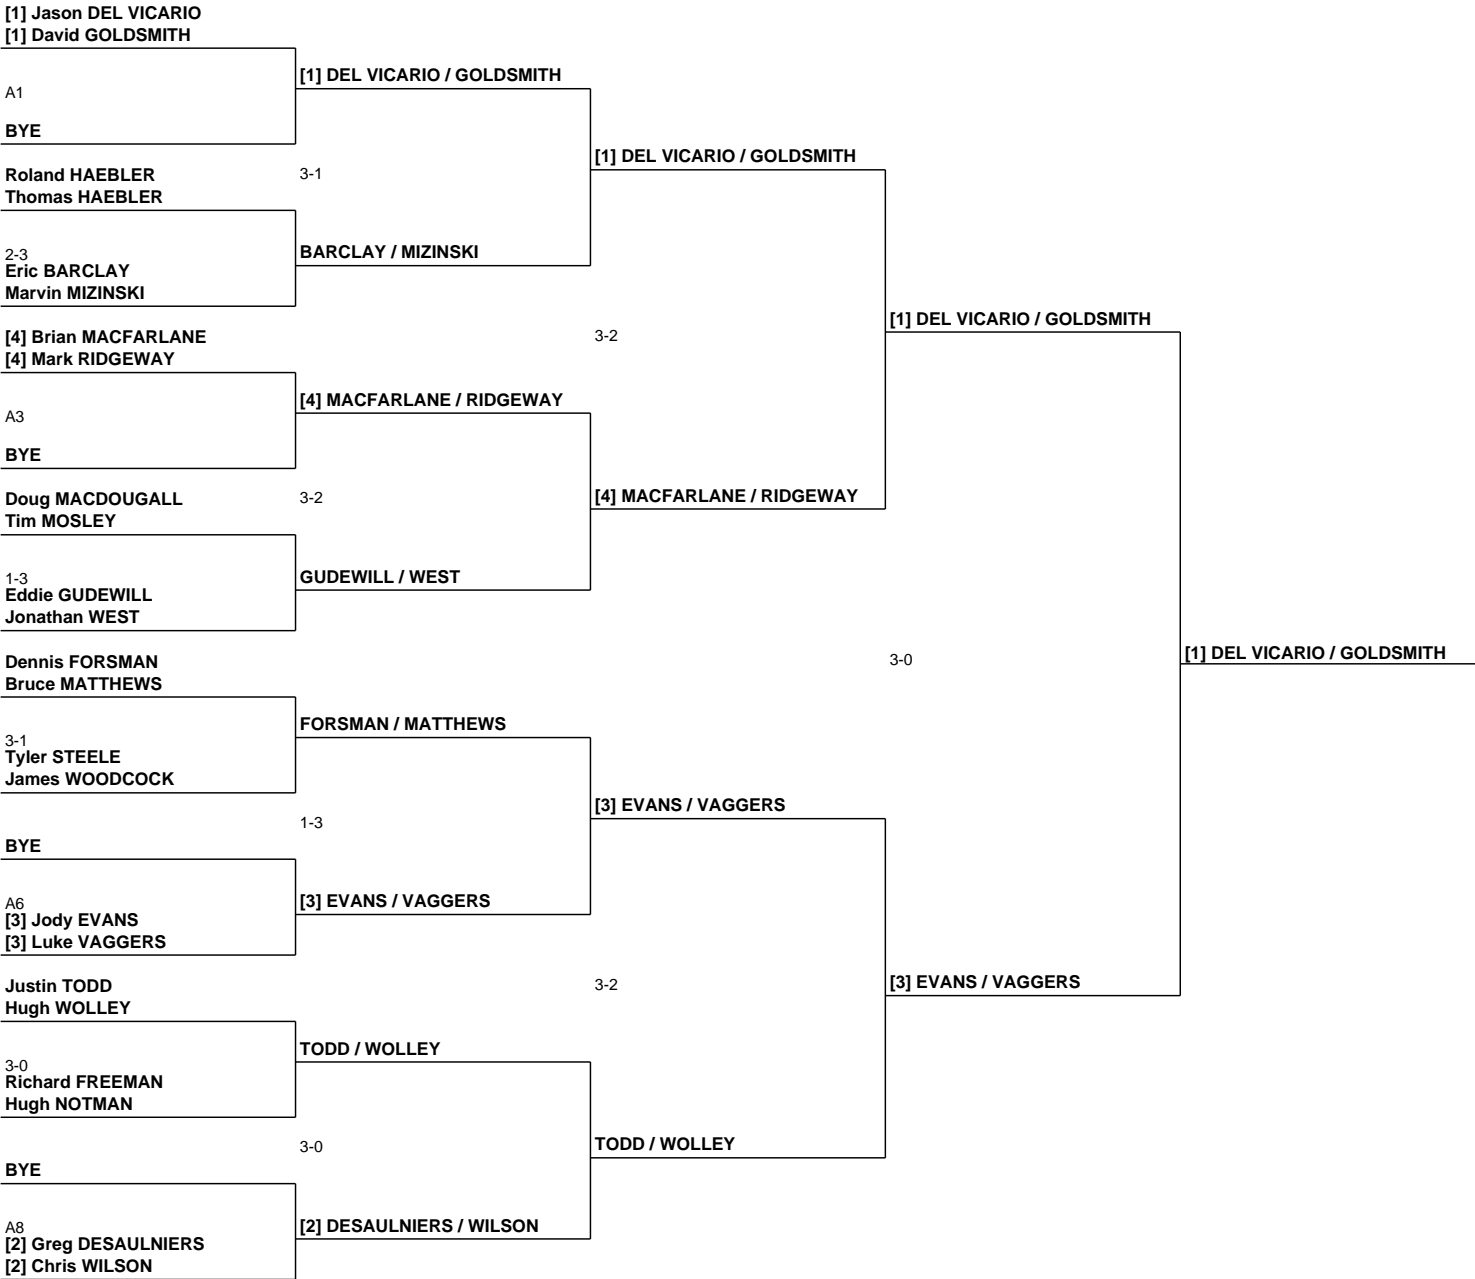 [1] Jason DEL VICARIO
[1] David GOLDSMITH
A1
BYE
Roland HAEBLER
Thomas HAEBLER
2-3
Eric BARCLAY
Marvin MIZINSKI
[4] Brian MACFARLANE
[4] Mark RIDGEWAY
A3
BYE
Doug MACDOUGALL
Tim MOSLEY
1-3
Eddie GUDEWILL
Jonathan WEST
Dennis FORSMAN
Bruce MATTHEWS
3-1
Tyler STEELE
James WOODCOCK
BYE
A6
[3] Jody EVANS
[3] Luke VAGGERS
Justin TODD
Hugh WOLLEY
3-0
Richard FREEMAN
Hugh NOTMAN
BYE
A8
[2] Greg DESAULNIERS
[2] Chris WILSON
[1] DEL VICARIO / GOLDSMITH
3-1
BARCLAY / MIZINSKI
[4] MACFARLANE / RIDGEWAY
3-2
GUDEWILL / WEST
FORSMAN / MATTHEWS
1-3
[3] EVANS / VAGGERS
TODD / WOLLEY
3-0
[2] DESAULNIERS / WILSON
[1] DEL VICARIO / GOLDSMITH
3-2
[4] MACFARLANE / RIDGEWAY
[3] EVANS / VAGGERS
3-2
TODD / WOLLEY
[1] DEL VICARIO / GOLDSMITH
3-0
[3] EVANS / VAGGERS
[1] DEL VICARIO / GOLDSMITH